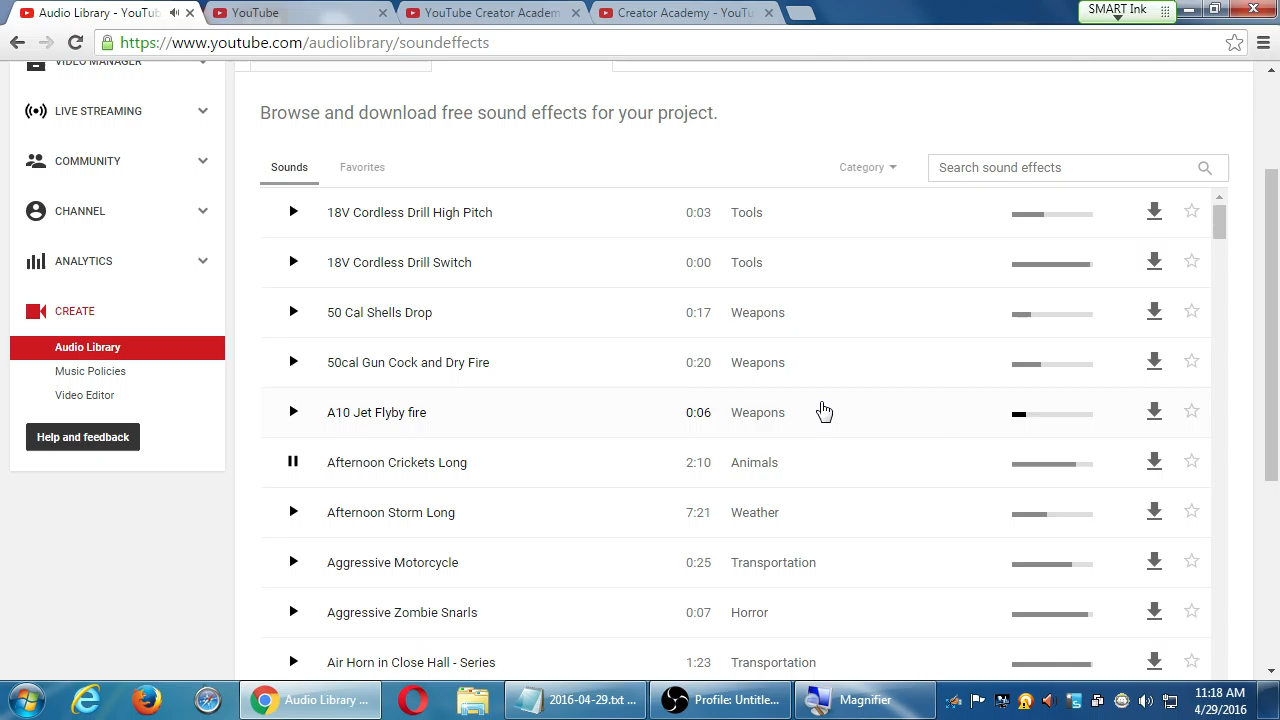 Audio Library - YouTu
YouTube
YouTube Creator Academ
Creator Academy - YouTu
SMART Ink
https://www.youtube.com/audiolibrary/soundeffects
VIDEO MANAGER
LIVE STREAMING
COMMUNITY
CHANNEL
ANALYTICS
CREATE
Audio Library
Music Policies
Video Editor
Help and feedback
Browse and download free sound effects for your project.
Sounds Favorites Category Search sound effects
18V Cordless Drill High Pitch 0:03 Tools
18V Cordless Drill Switch 0:00 Tools
50 Cal Shells Drop 0:17 Weapons
50cal Gun Cock and Dry Fire 0:20 Weapons
A10 Jet Flyby fire 0:06 Weapons
Afternoon Crickets Long 2:10 Animals
Afternoon Storm Long 7:21 Weather
Aggressive Motorcycle 0:25 Transportation
Aggressive Zombie Snarls 0:07 Horror
Air Horn in Close Hall - Series 1:23 Transportation
Audio Library ...
2016-04-29.txt ...
Profile: Untitle...
Magnifier
11:18 AM
4/29/2016